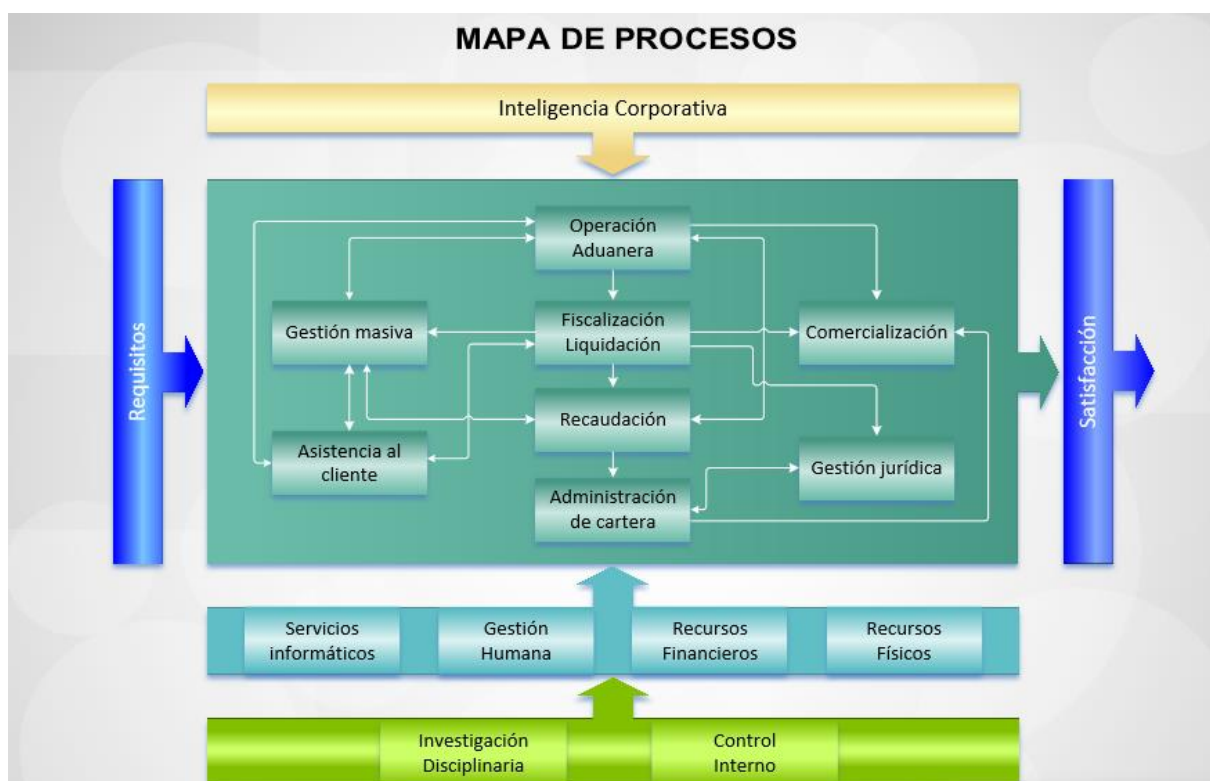 MAPA DE PROCESOS
Inteligencia Corporativa
Requisitos
Operación
Aduanera
Gestión masiva
Fiscalización
Liquidación
Comercialización
Recaudación
Asistencia al
cliente
Gestión jurídica
Administración
de cartera
Satisfacción
Servicios
informáticos
Gestión
Humana
Recursos
Financieros
Recursos
Físicos
Investigación
Disciplinaria
Control
Interno